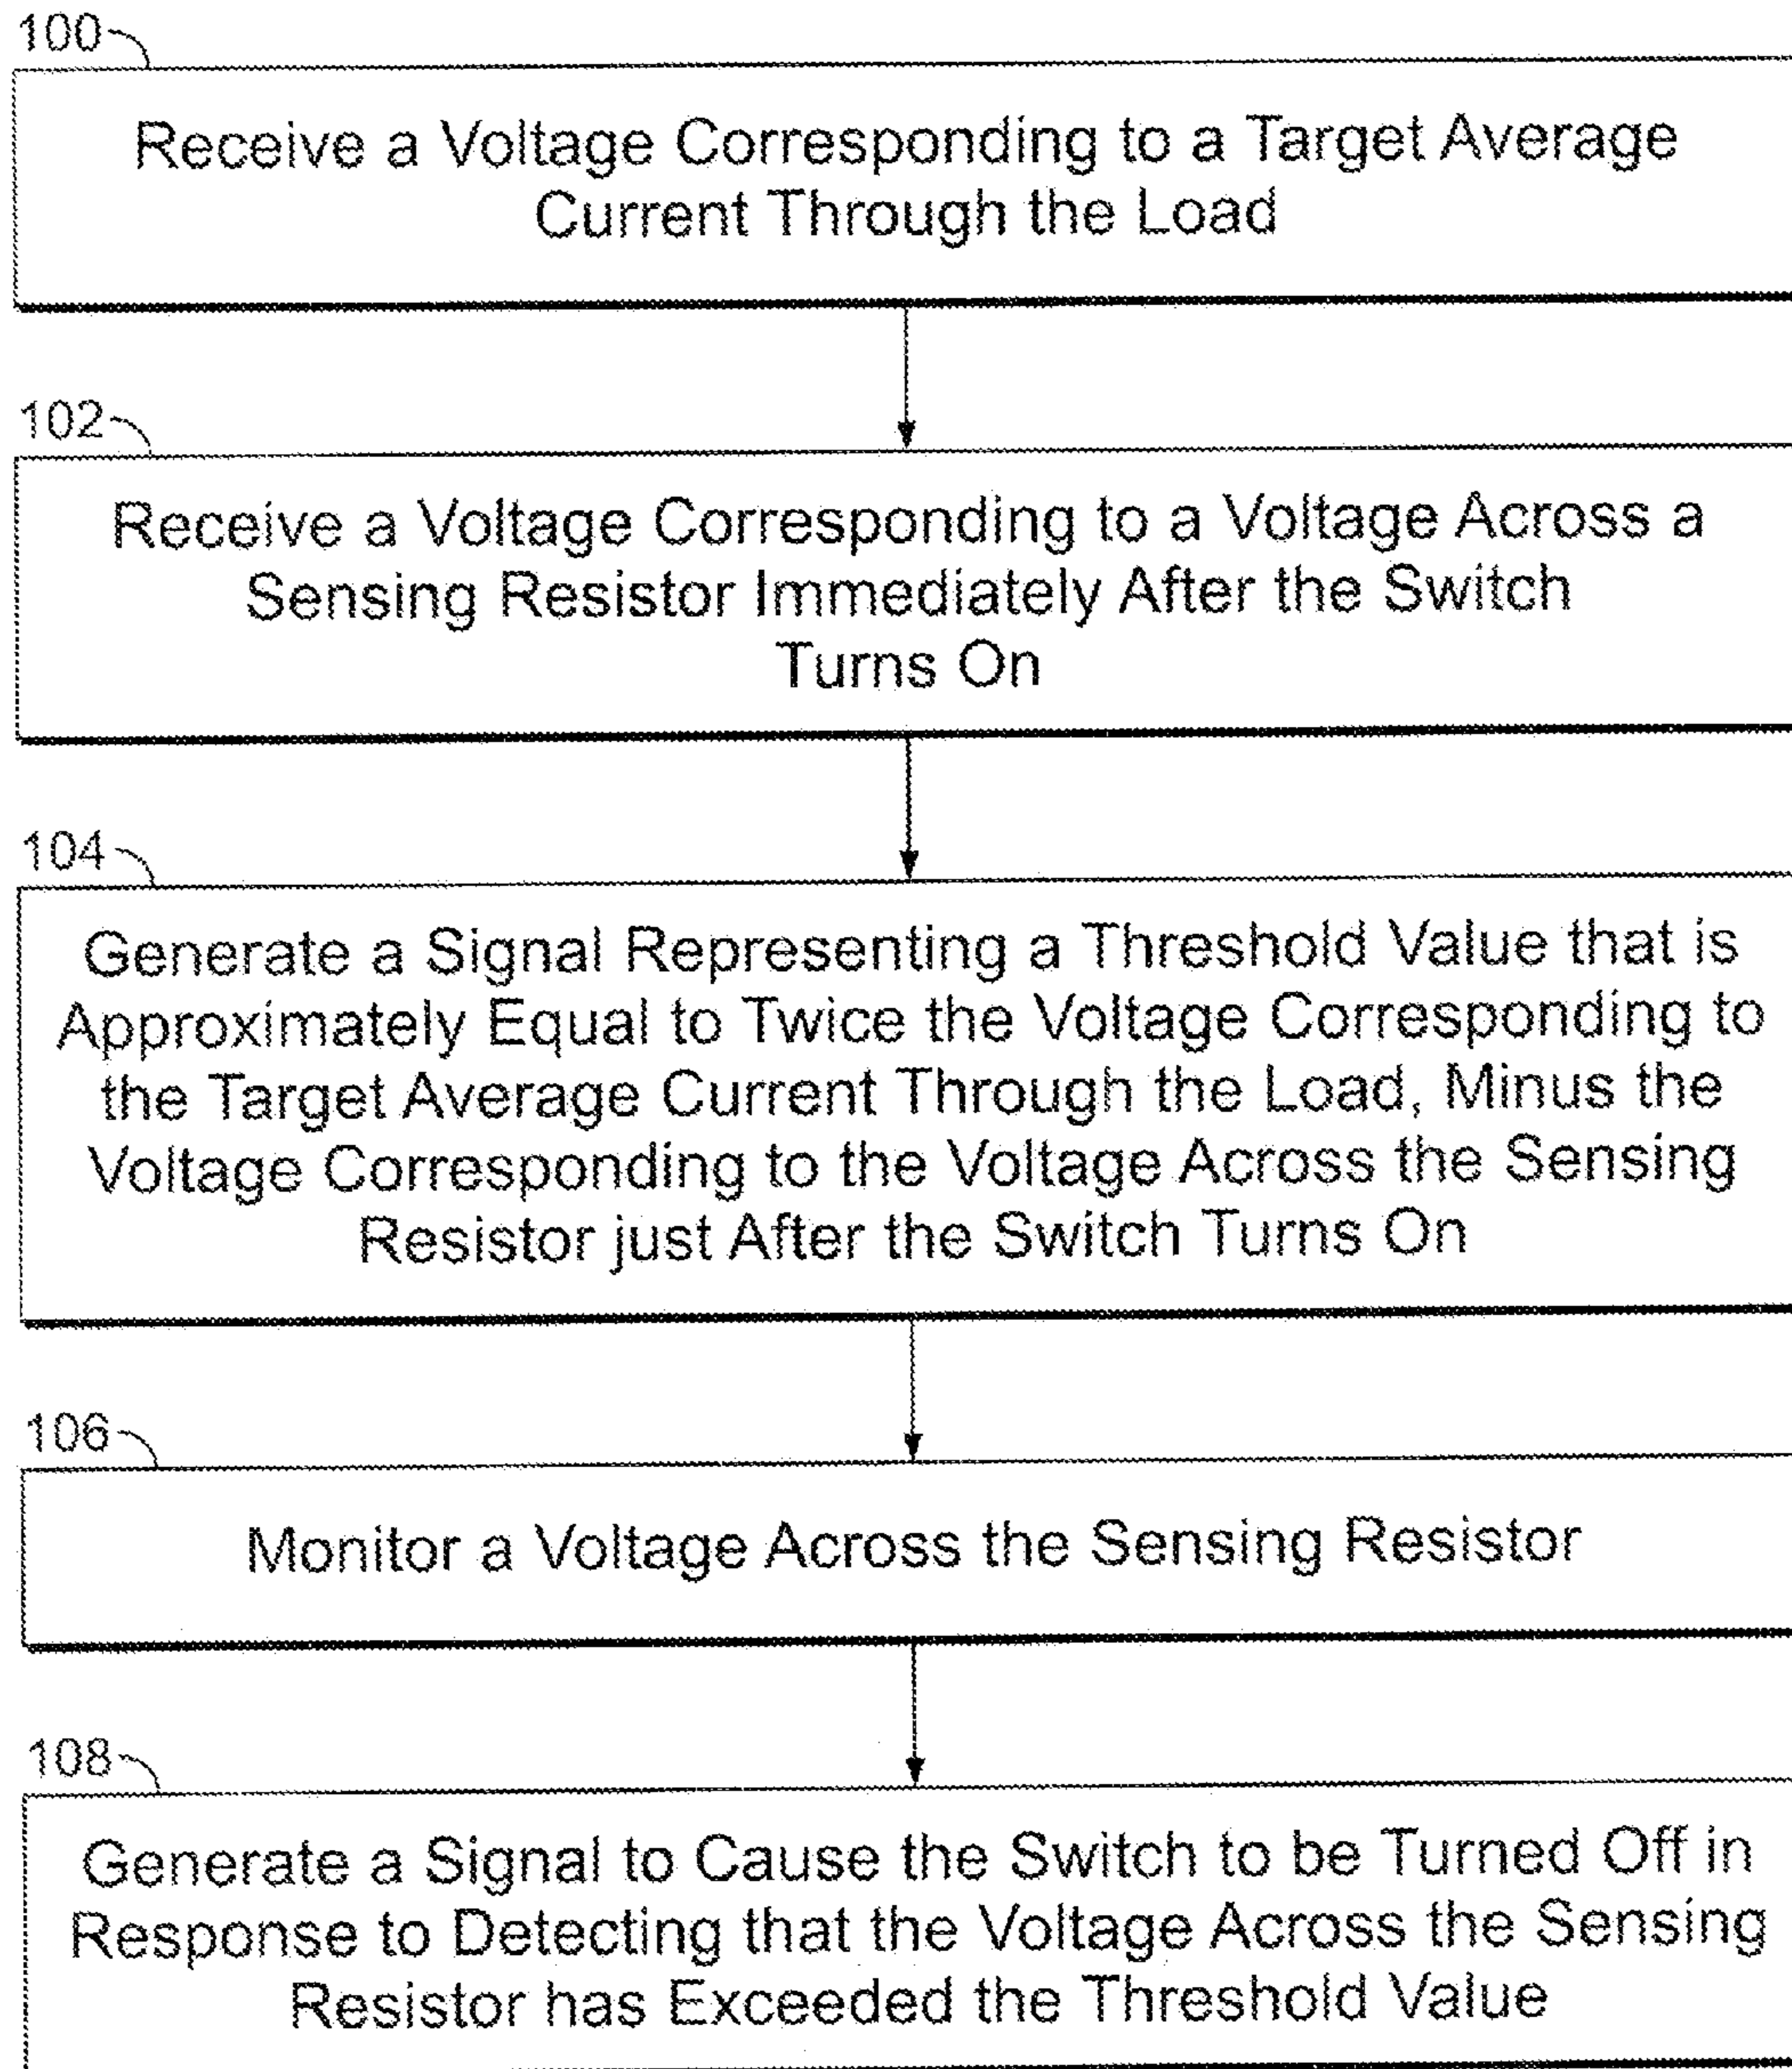 100
Receive a Voltage Corresponding to a Target Average
Current Through the Load
102
Receive a Voltage Corresponding to a Voltage Across a
Sensing Resistor Immediately After the Switch
Turns On
104
Generate a Signal Representing a Threshold Value that is
Approximately Equal to Twice the Voltage Corresponding to
the Target Average Current Through the Load, Minus the
Voltage Corresponding to the Voltage Across the Sensing
Resistor just After the Switch Turns On
106
Monitor a Voltage Across the Sensing Resistor
108
Generate a Signal to Cause the Switch to be Turned Off in
Response to Detecting that the Voltage Across the Sensing
Resistor has Exceeded the Threshold Value